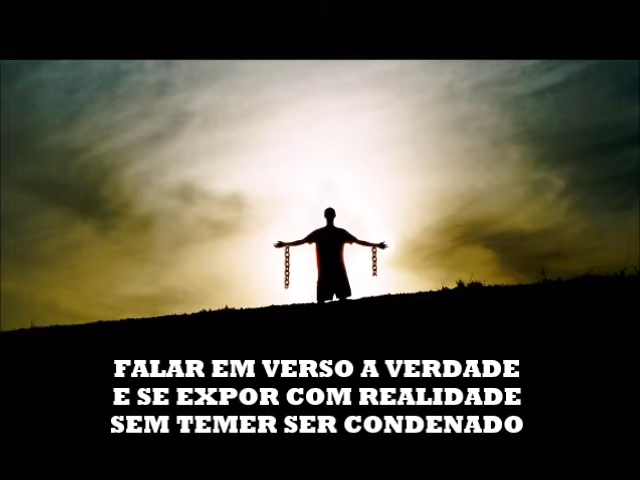 FALAR EM VERSO A VERDADE
E SE EXPOR COM REALIDADE
SEM TEMER SER CONDENADO